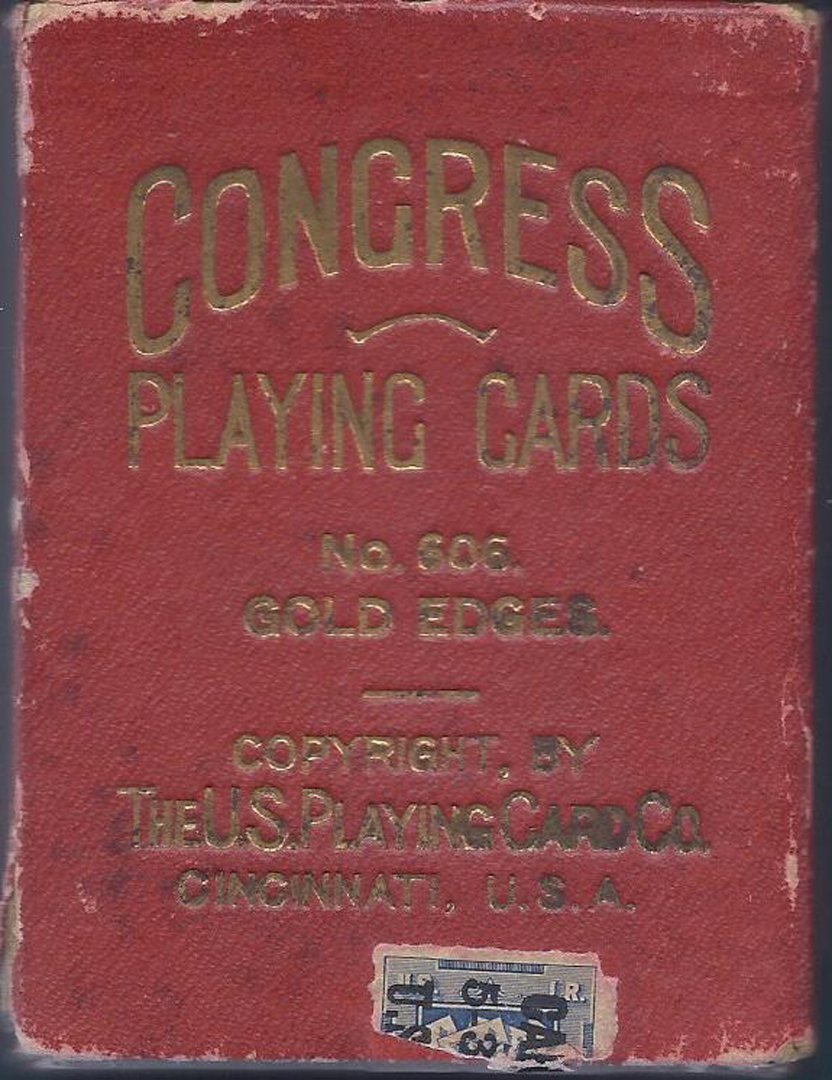 CONGRESS
PLAYING CARDS
No. 606.
GOLD EDGES.
COPYRIGHT, BY
THE U.S. PLAYING CARD CO.
CINCINNATI, U.S.A.